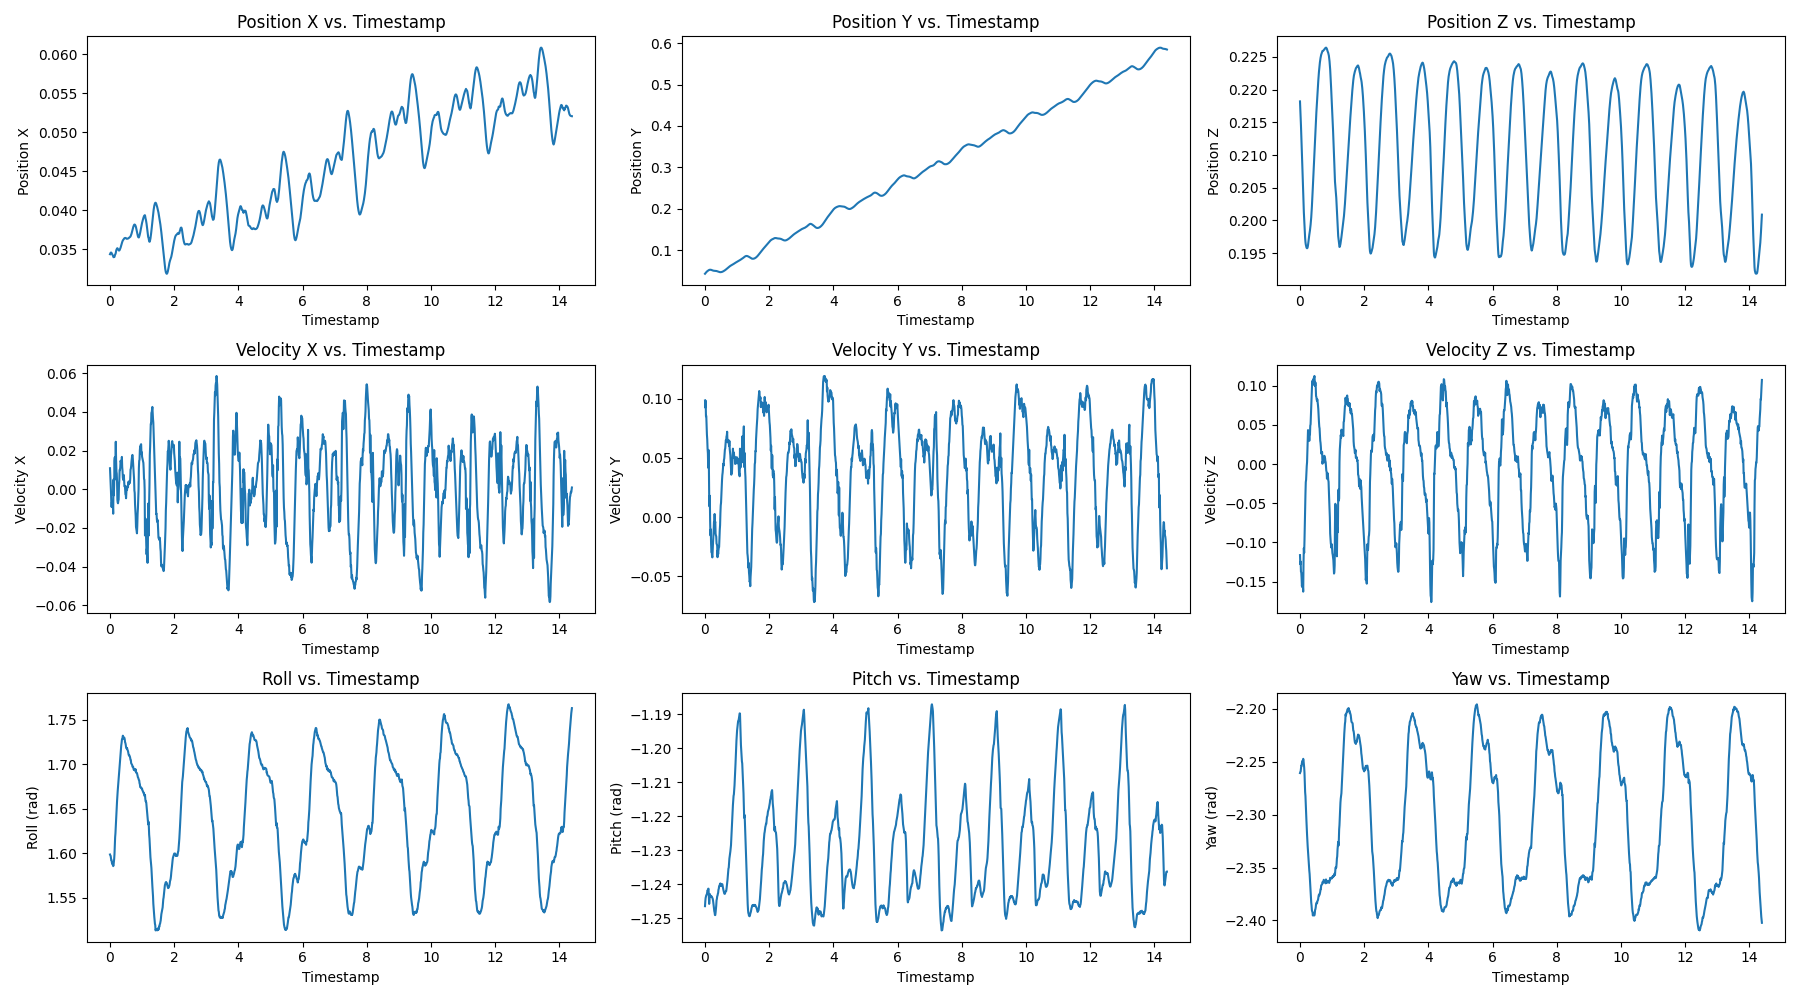 Position X vs. Timestamp
Position X
0.060
0.055
0.050
0.045
0.040
0.035
0 2 4 6 8 10 12 14
Timestamp
Position Y vs. Timestamp
Position Y
0.6
0.5
0.4
0.3
0.2
0.1
0 2 4 6 8 10 12 14
Timestamp
Position Z vs. Timestamp
Position Z
0.225
0.220
0.215
0.210
0.205
0.200
0.195
0 2 4 6 8 10 12 14
Timestamp
Velocity X vs. Timestamp
Velocity X
0.06
0.04
0.02
0.00
−0.02
−0.04
−0.06
0 2 4 6 8 10 12 14
Timestamp
Velocity Y vs. Timestamp
Velocity Y
0.10
0.05
0.00
−0.05
0 2 4 6 8 10 12 14
Timestamp
Velocity Z vs. Timestamp
Velocity Z
0.10
0.05
0.00
−0.05
−0.10
−0.15
0 2 4 6 8 10 12 14
Timestamp
Roll vs. Timestamp
Roll (rad)
1.75
1.70
1.65
1.60
1.55
0 2 4 6 8 10 12 14
Timestamp
Pitch vs. Timestamp
Pitch (rad)
−1.19
−1.20
−1.21
−1.22
−1.23
−1.24
−1.25
0 2 4 6 8 10 12 14
Timestamp
Yaw vs. Timestamp
Yaw (rad)
−2.20
−2.25
−2.30
−2.35
−2.40
0 2 4 6 8 10 12 14
Timestamp